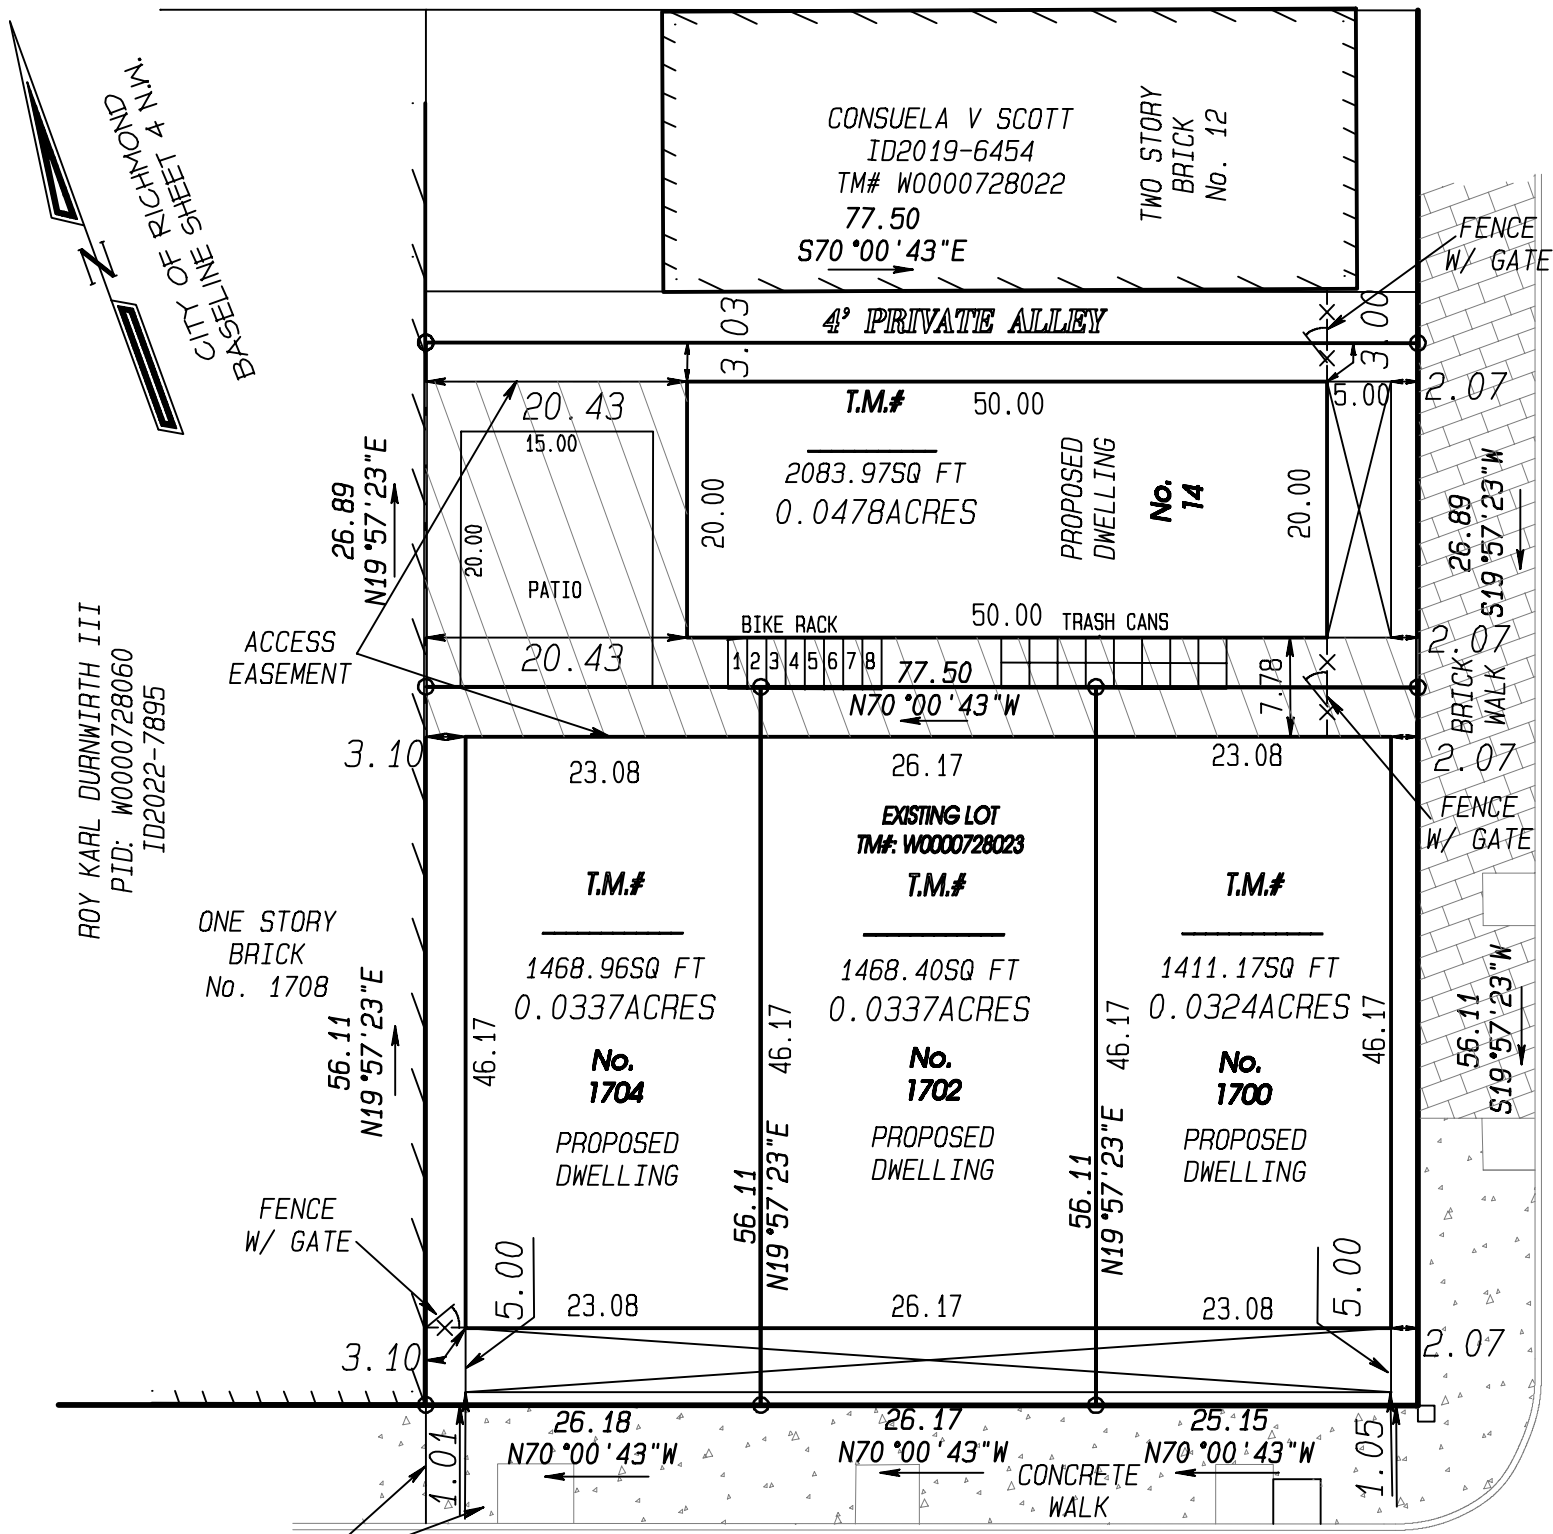 CITY OF RICHMOND
BASELINE SHEET 4 N.W.
N
CONSUELA V SCOTT
ID2019-6454
TM# W0000728022
77.50
S70°00'43"E
TWO STORY
BRICK
No. 12
FENCE
W/ GATE
4' PRIVATE ALLEY
3.03
3.00
20.43
15.00
20.00
PATIO
20.43
T.M.#
50.00
2083.97SQ FT
0.0478ACRES
20.00
PROPOSED
DWELLING
No.
14
20.00
5.00
2.07
26.89
N19°57'23"E
26.89
S19°57'23"W
ACCESS
EASEMENT
BIKE RACK
50.00
TRASH CANS
1 2 3 4 5 6 7 8
77.50
N70°00'43"W
7.78
2.07
BRICK
WALK
ROY KARL DURNWIRTH III
PID: W0000728060
ID2022-7895
3.10
23.08
26.17
23.08
2.07
FENCE
W/ GATE
EXISTING LOT
TM#: W0000728023
T.M.#
T.M.#
T.M.#
ONE STORY
BRICK
No. 1708
1468.96SQ FT
0.0337ACRES
1468.40SQ FT
0.0337ACRES
1411.17SQ FT
0.0324ACRES
56.11
N19°57'23"E
46.17
46.17
46.17
46.17
56.11
S19°57'23"W
No.
1704
No.
1702
No.
1700
PROPOSED
DWELLING
PROPOSED
DWELLING
PROPOSED
DWELLING
56.11
N19°57'23"E
56.11
N19°57'23"E
FENCE
W/ GATE
5.00
23.08
26.17
23.08
5.00
3.10
2.07
1.01
26.18
N70°00'43"W
26.17
N70°00'43"W
25.15
N70°00'43"W
1.05
CONCRETE
WALK